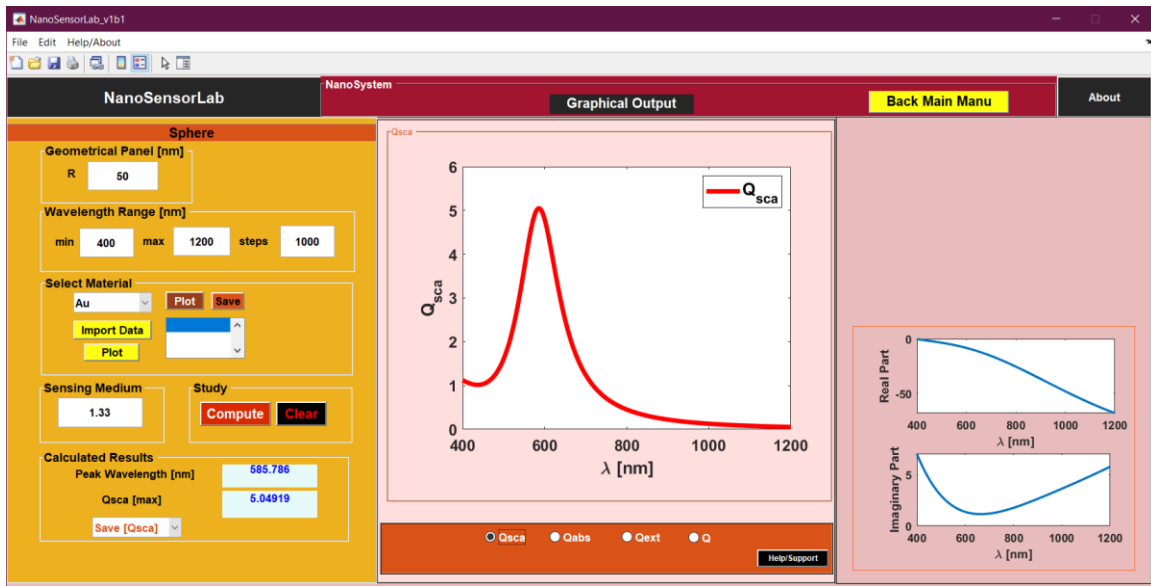 NanoSensorLab_v1b1
File Edit Help/About
NanoSensorLab
NanoSystem
Graphical Output
Back Main Manu
About
Sphere
Geometrical Panel [nm]
R 50
Wavelength Range [nm]
min 400 max 1200 steps 1000
Select Material
Au Plot Save
Import Data
Plot
Sensing Medium
1.33
Study
Compute Clear
Calculated Results
Peak Wavelength [nm] 585.786
Qsca [max] 5.04919
Save [Qsca]
Qsca
Q_sca
6
5
4
3
2
1
0
400 600 800 1000 1200
λ [nm]
Q_sca
Qsca Qabs Qext Q
Help/Support
Real Part
0
-50
400 600 800 1000 1200
λ [nm]
Imaginary Part
5
0
400 600 800 1000 1200
λ [nm]